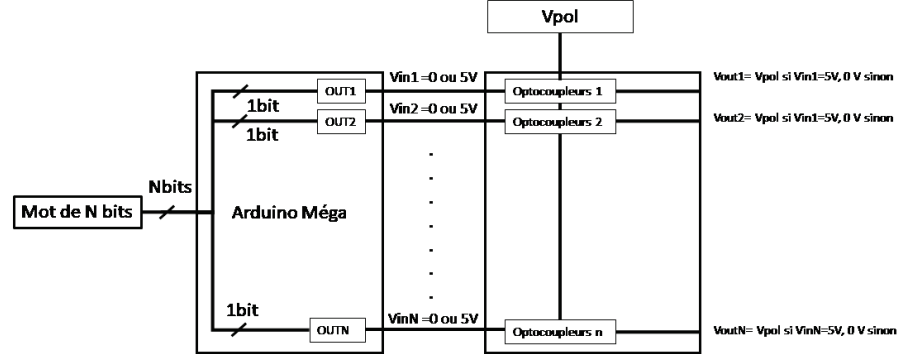 Vpol
Vin1 =0 ou 5V
Vout1= Vpol si Vin1=5V, 0 V sinon
OUT1
Optocoupleurs 1
1bit
Vin2=0 ou 5V
OUT2
Optocoupleurs 2
Vout2= Vpol si Vin1=5V, 0 V sinon
1bit
Nbits
Mot de N bits
Arduino Méga
1bit
VinN =0 ou 5V
OUTN
Optocoupleurs n
VoutN= Vpol si VinN=5V, 0 V sinon